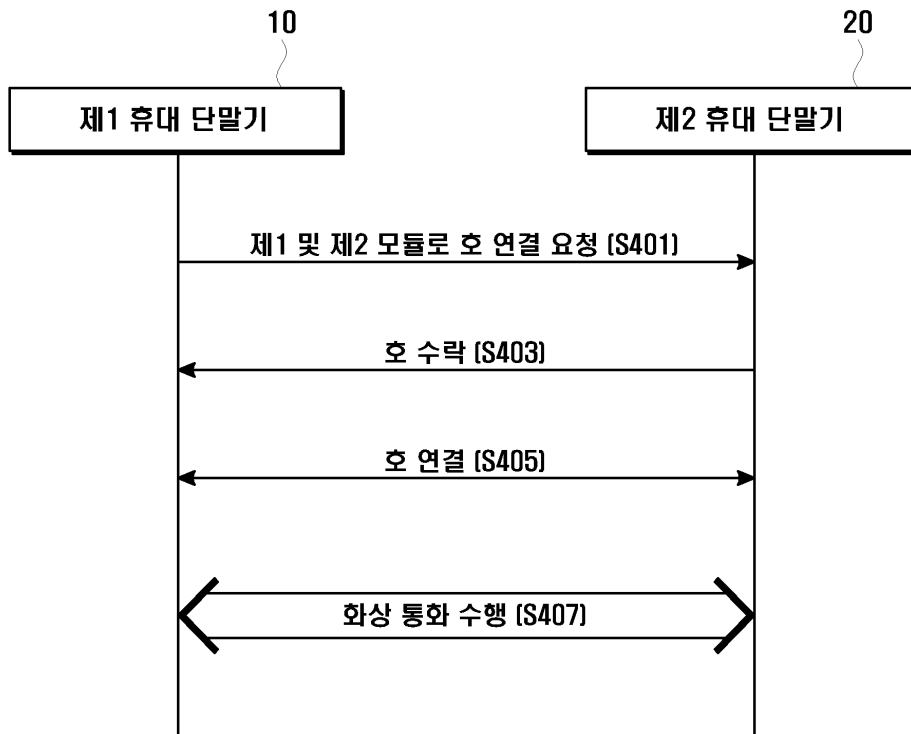 10
20
제1 휴대 단말기
제2 휴대 단말기
제1 및 제2 모듈로 호 연결 요청 (S401)
호 수락 (S403)
호 연결 (S405)
화상 통화 수행 (S407)